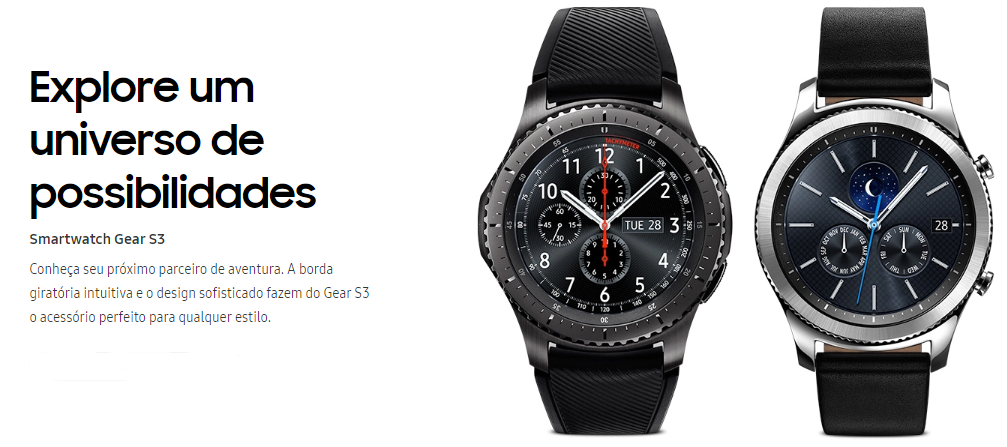 Explore um
universo de
possibilidades
Smartwatch Gear S3
Conheça seu próximo parceiro de aventura. A borda
giratória intuitiva e o design sofisticado fazem do Gear S3
o acessório perfeito para qualquer estilo.
TACHYMETER
12
11
1
10
2
TUE 28
3
8
4
7
5
6
28